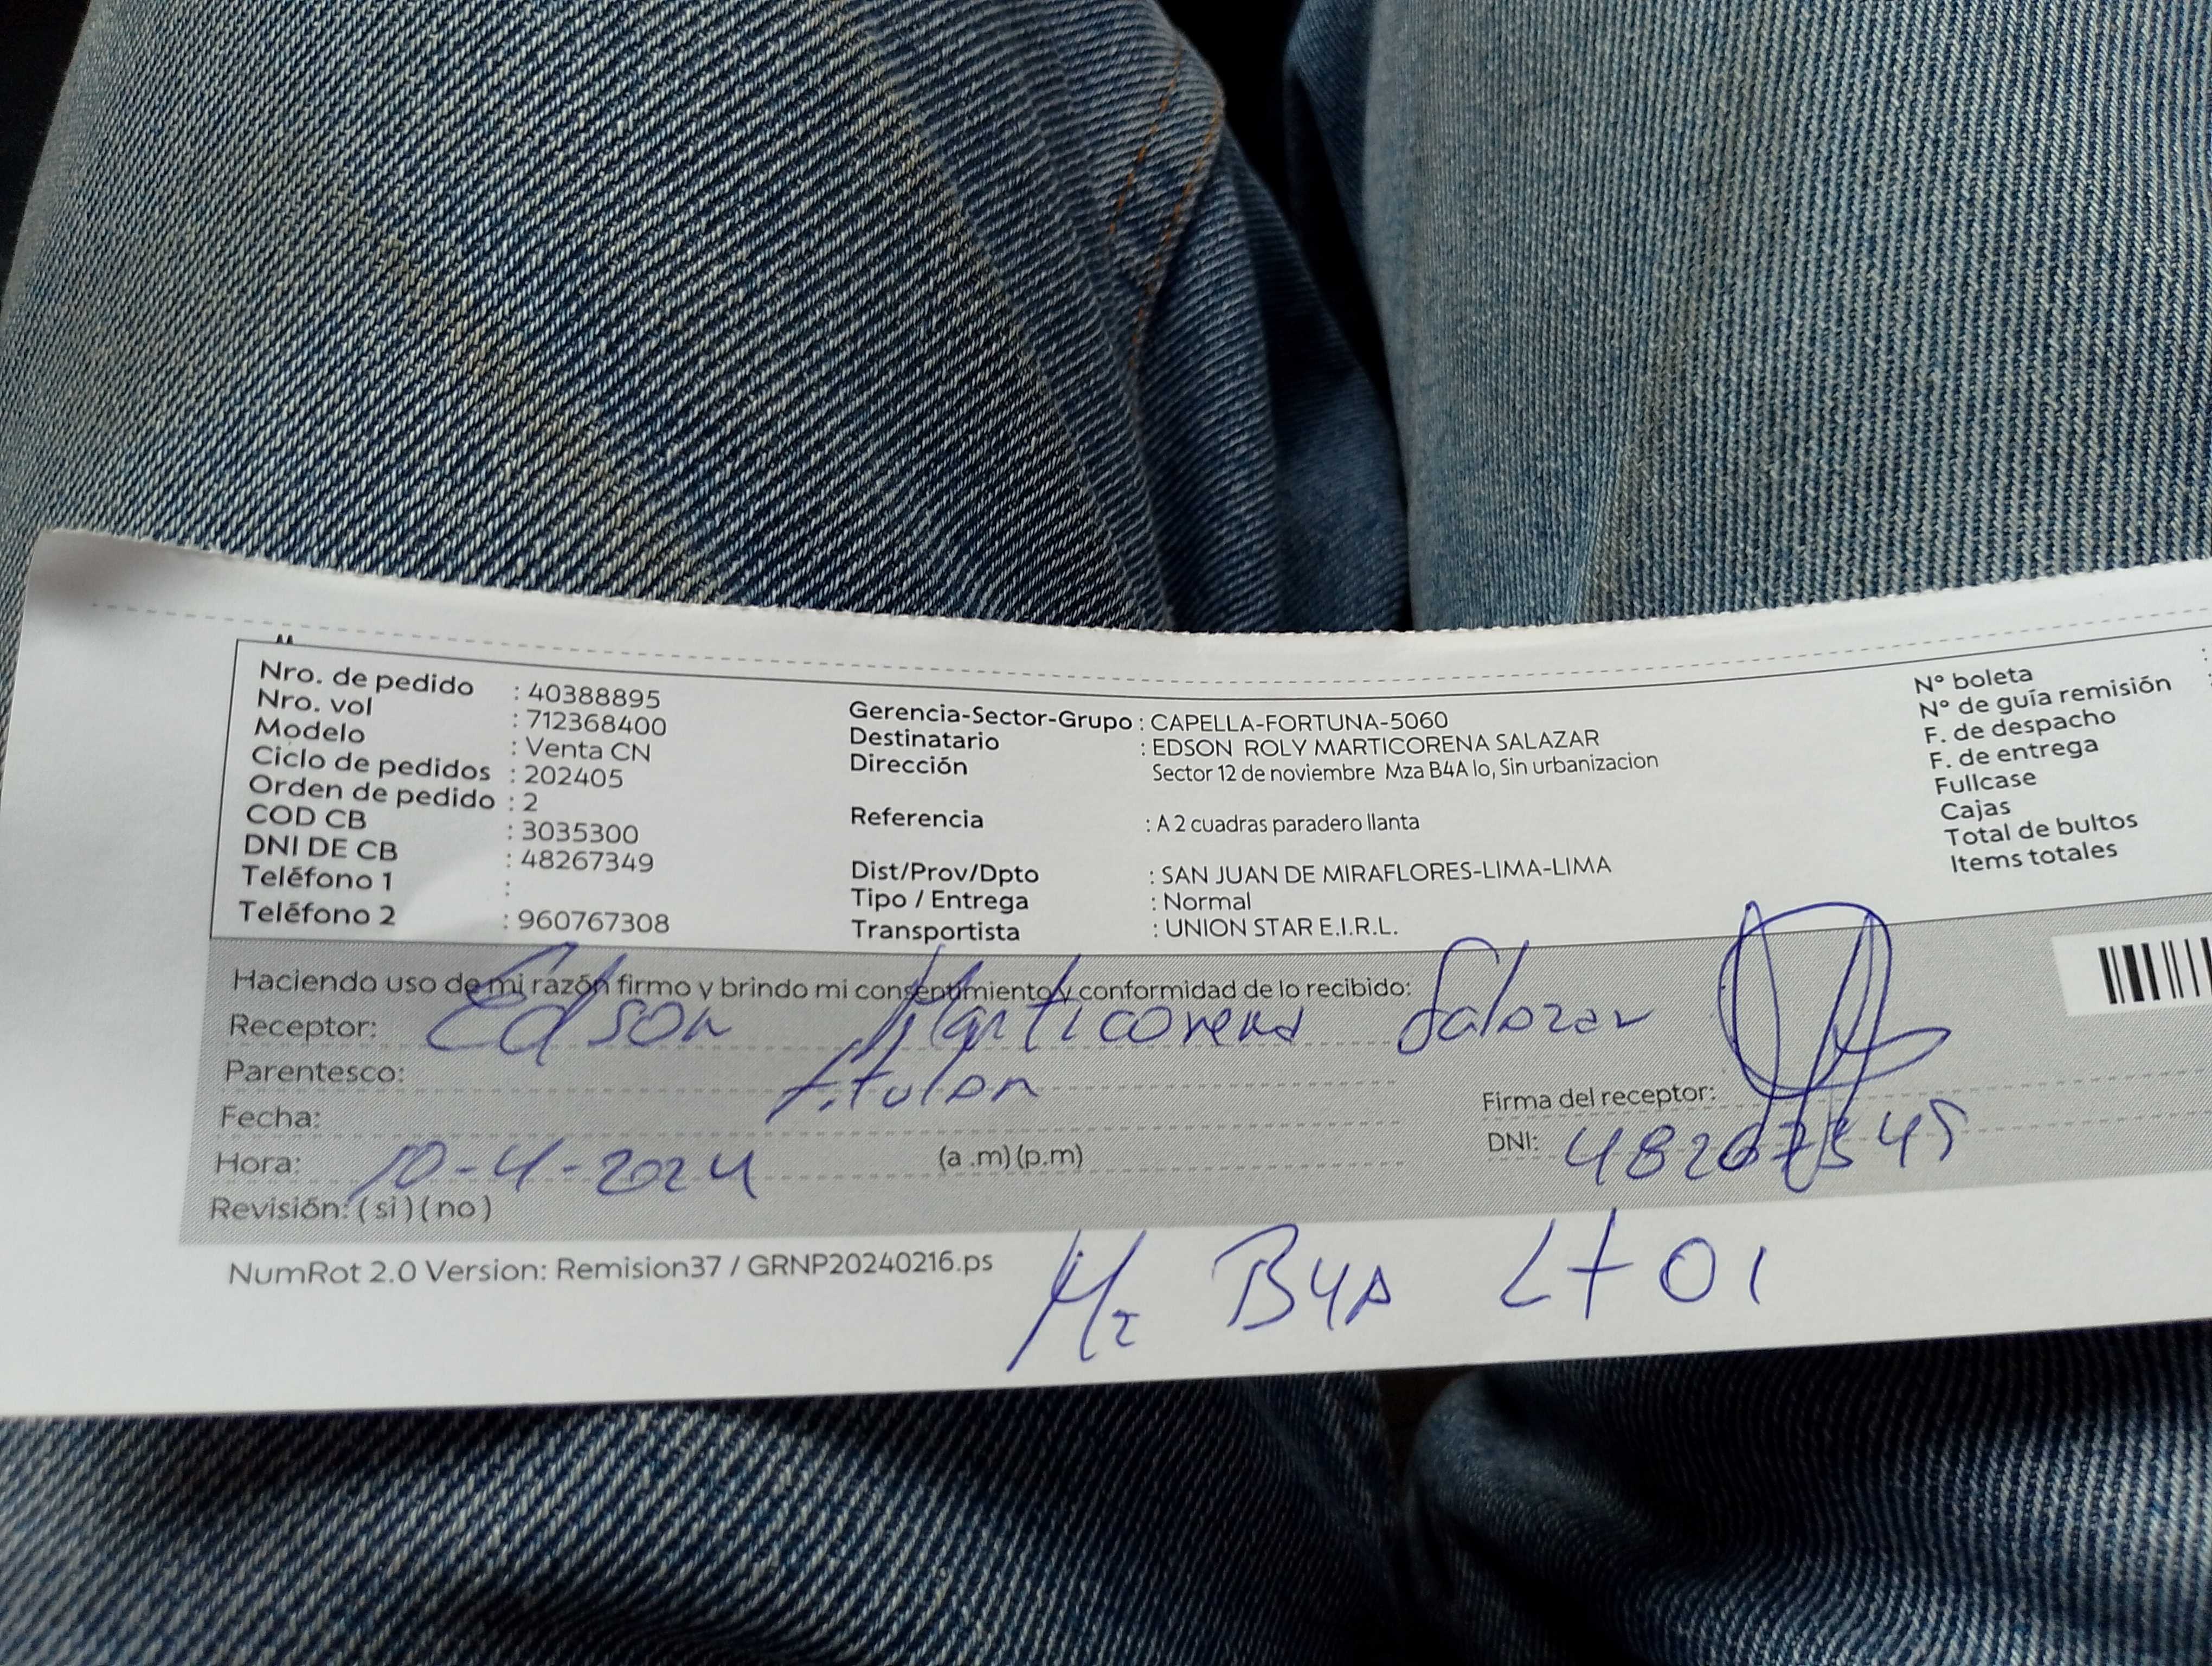 Nro. de pedido : 40388895
Nro. vol : 712368400
Modelo : Venta CN
Ciclo de pedidos : 202405
Orden de pedido : 2
COD CB : 3035300
DNI DE CB : 48267349
Teléfono 1 :
Teléfono 2 : 960767308
Gerencia-Sector-Grupo : CAPELLA-FORTUNA-5060
Destinatario : EDSON ROLY MARTICORENA SALAZAR
Dirección Sector 12 de noviembre Mza B4A lo, Sin urbanizacion
Referencia : A 2 cuadras paradero llanta
Dist/Prov/Dpto : SAN JUAN DE MIRAFLORES-LIMA-LIMA
Tipo / Entrega : Normal
Transportista : UNION STAR E.I.R.L.
N° boleta :
N° de guía remisión :
F. de despacho
F. de entrega
Fullcase
Cajas
Total de bultos
Items totales
Haciendo uso de mi razón firmo y brindo mi consentimiento y conformidad de lo recibido:
Receptor: Edson Marticorena Salazar
Parentesco: titular
Fecha:
Hora: 10-4-2024 (a .m) (p.m)
Revisión: ( si ) ( no )
Firma del receptor:
DNI: 48267349
NumRot 2.0 Version: Remision37 / GRNP20240216.ps
Mz B4A Lt 01